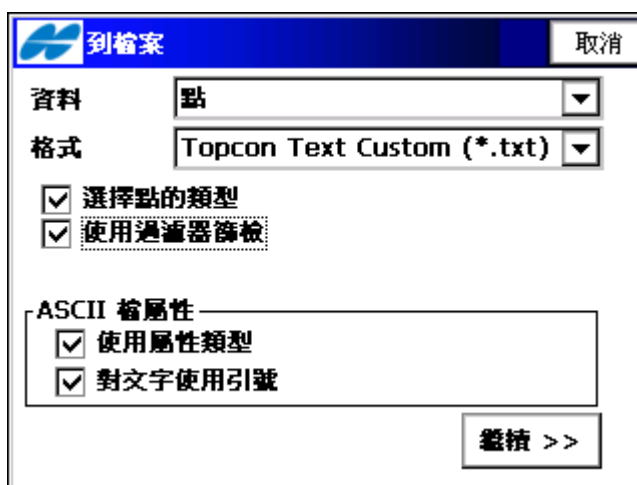 到檔案 取消
資料 點
格式 Topcon Text Custom (*.txt)
選擇點的類型
使用過濾器篩檢
ASCII 檔屬性
使用屬性類型
對文字使用引號
繼續 >>